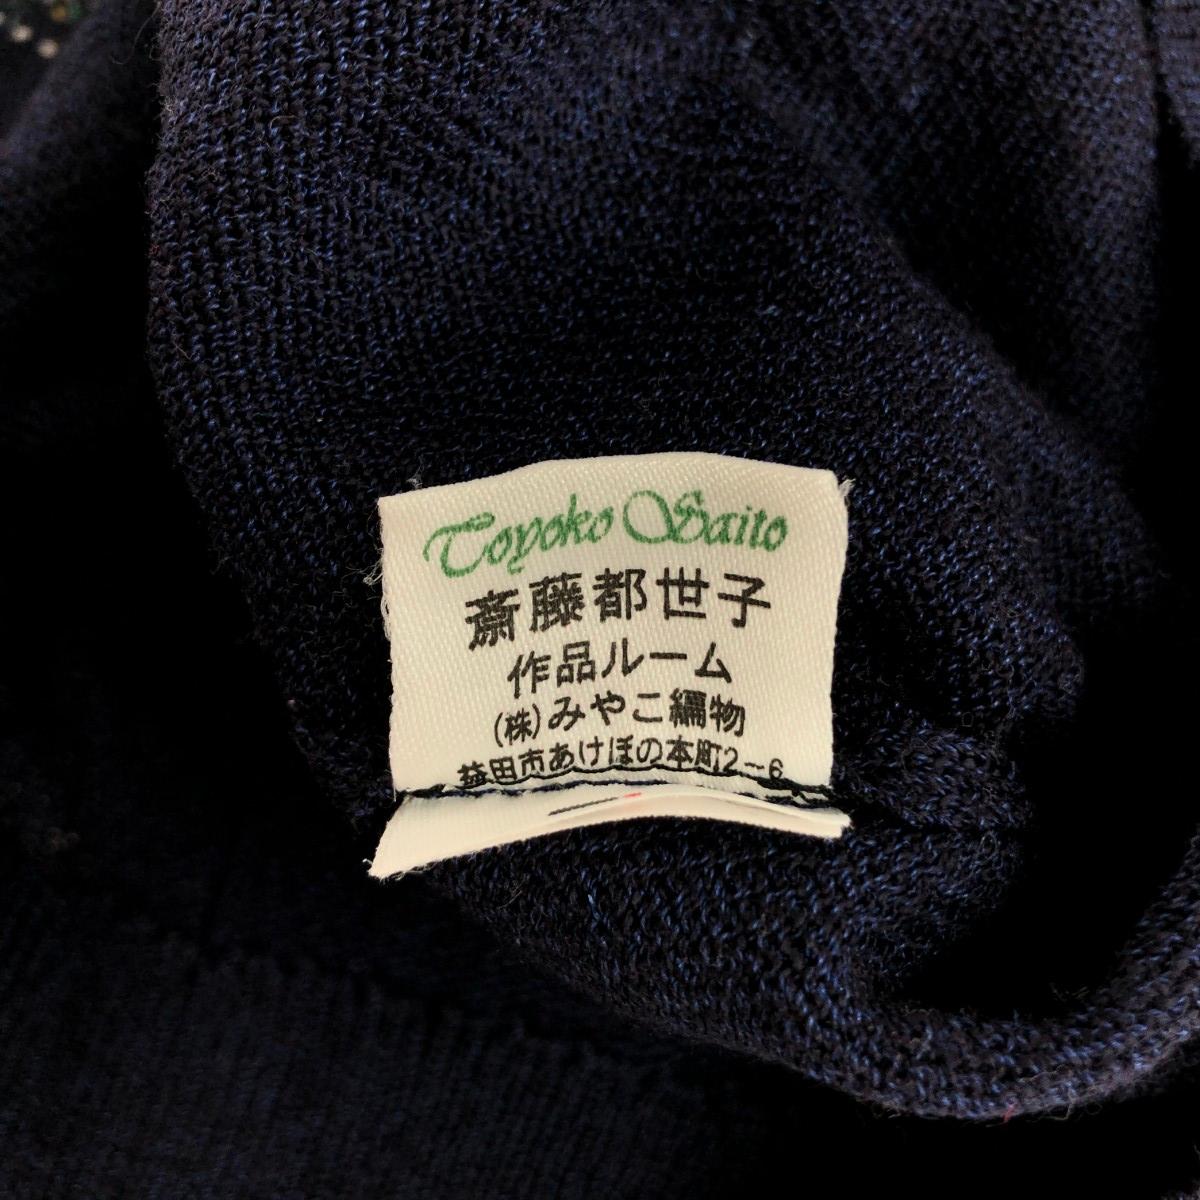 Toyoko Saito
斎藤都世子
作品ルーム
(株)みやこ編物
益田市あけぼの本町2-6